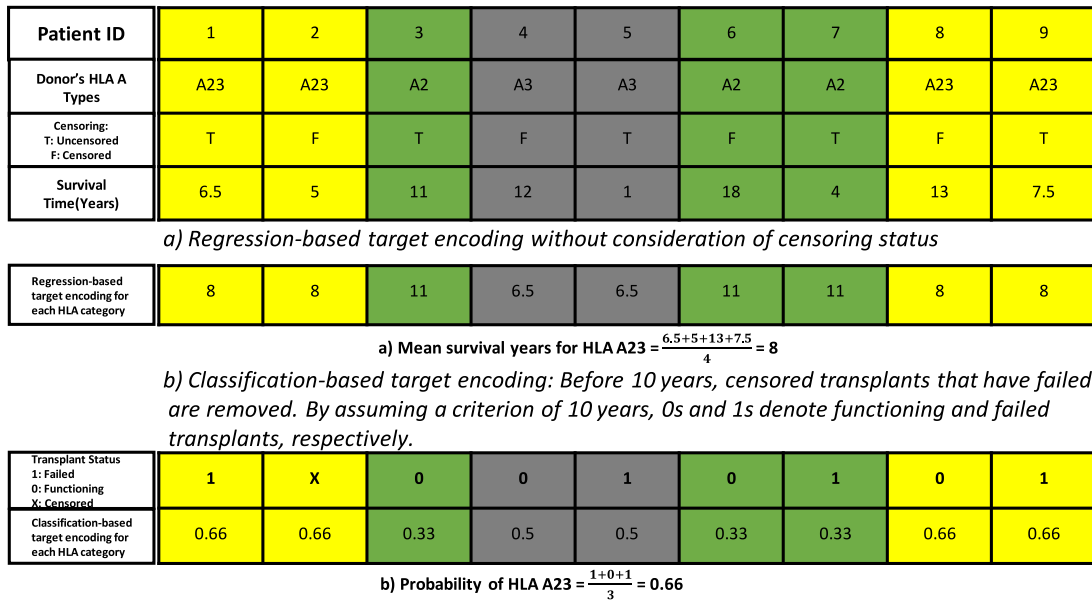 Patient ID 1 2 3 4 5 6 7 8 9
Donor's HLA A
Types A23 A23 A2 A3 A3 A2 A2 A23 A23
Censoring:
T: Uncensored
F: Censored T F T F T F T F T
Survival
Time(Years) 6.5 5 11 12 1 18 4 13 7.5
a) Regression-based target encoding without consideration of censoring status
Regression-based
target encoding for
each HLA category 8 8 11 6.5 6.5 11 11 8 8
a) Mean survival years for HLA A23 = 6.5+5+13+7.5 / 4 = 8
b) Classification-based target encoding: Before 10 years, censored transplants that have failed
are removed. By assuming a criterion of 10 years, 0s and 1s denote functioning and failed
transplants, respectively.
Transplant Status
1: Failed
0: Functioning
X: Censored 1 X 0 0 1 0 1 0 1
Classification-based
target encoding for
each HLA category 0.66 0.66 0.33 0.5 0.5 0.33 0.33 0.66 0.66
b) Probability of HLA A23 = 1+0+1 / 3 = 0.66